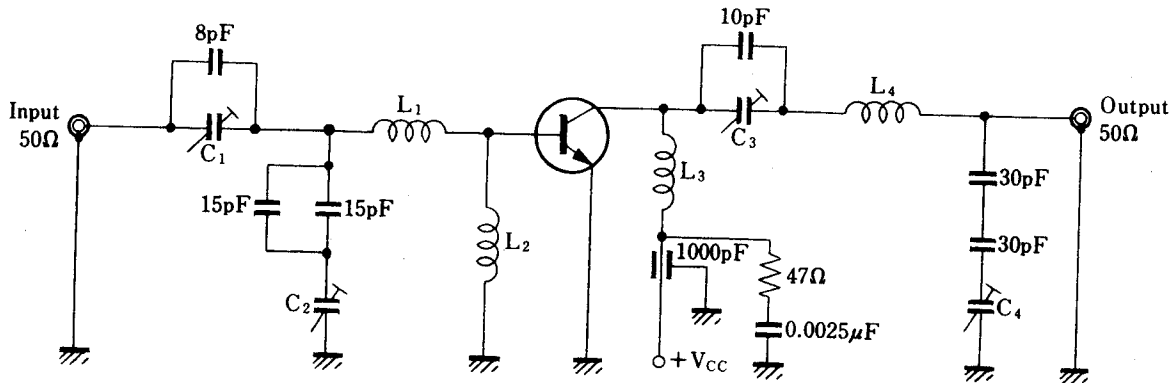 8pF
10pF
Input
50Ω
C₁
L₁
C₃
L₄
Output
50Ω
15pF
15pF
L₂
L₃
30pF
30pF
1000pF
47Ω
C₂
C₄
0.0025μF
+VCC